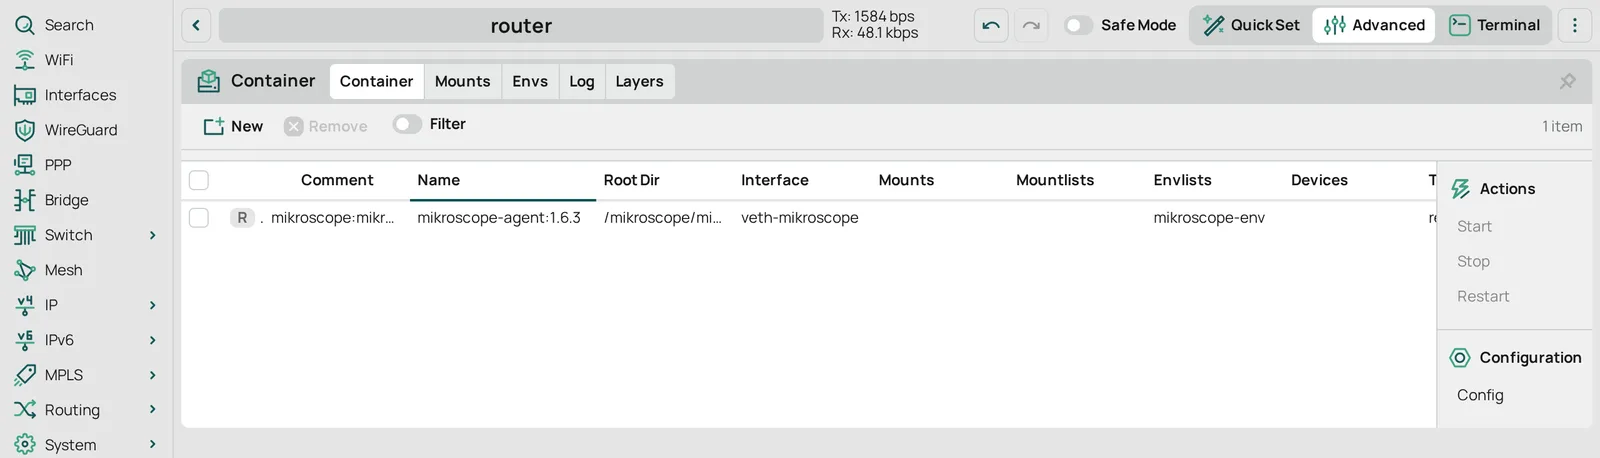 Search
WiFi
Interfaces
WireGuard
PPP
Bridge
Switch
Mesh
v4 IP
v6 IPv6
MPLS
Routing
System
router
Tx: 1584 bps
Rx: 48.1 kbps
Safe Mode
Quick Set
Advanced
Terminal
Container
Container Mounts Envs Log Layers
New Remove Filter
1 item
Comment Name Root Dir Interface Mounts Mountlists Envlists Devices T
R . mikroscope:mikr... mikroscope-agent:1.6.3 /mikroscope/mi... veth-mikroscope mikroscope-env re
Actions
Start
Stop
Restart
Configuration
Config